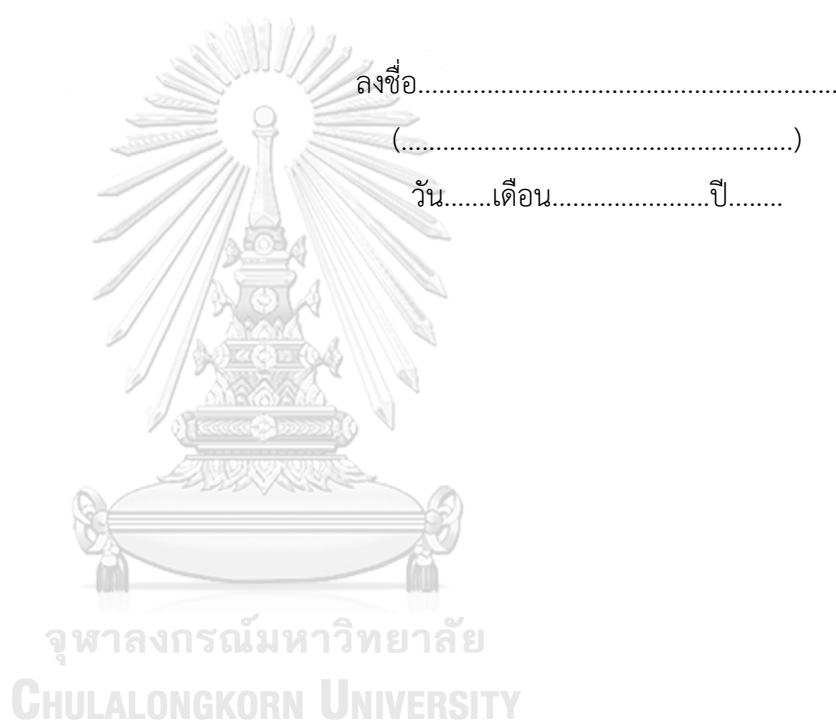 ลงชื่อ..............................................................
(.........................................................)
วัน.......เดือน.......................ปี........
จุฬาลงกรณ์มหาวิทยาลัย
CHULALONGKORN UNIVERSITY